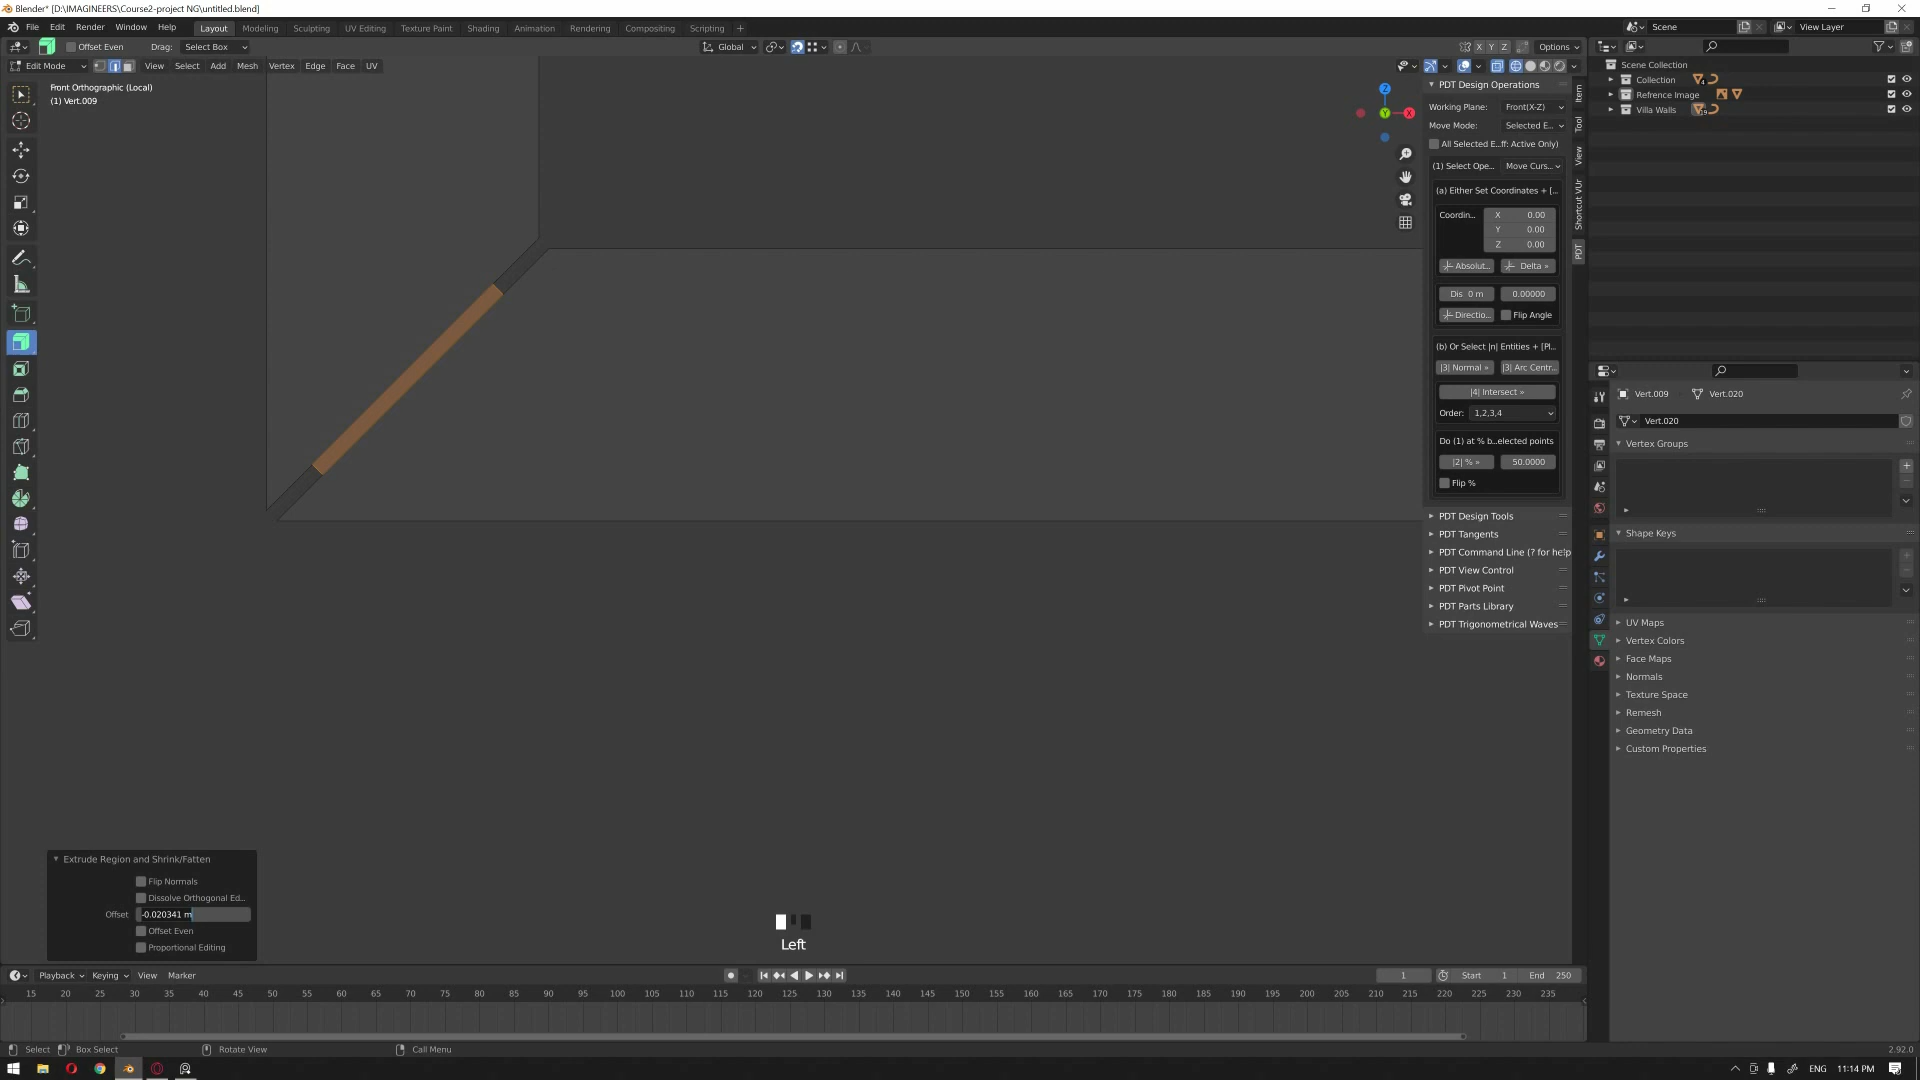 Blender* [D:\IMAGINEERS\Course2-project NG\untitled.blend]
File Edit Render Window Help Layout Modeling Sculpting UV Editing Texture Paint Shading Animation Rendering Compositing Scripting + Scene View Layer
Offset Even Drag: Select Box Global X Y Z Options
Edit Mode View Select Add Mesh Vertex Edge Face UV
Front Orthographic (Local)
(1) Vert.009
Z
Y
X
PDT Design Operations
Working Plane: Front(X-Z)
Move Mode: Selected E...
All Selected E...ff: Active Only)
(1) Select Ope... Move Curs...
(a) Either Set Coordinates + [...
Coordin... X 0.00
Y 0.00
Z 0.00
Absolut... Delta »
Dis 0 m 0.00000
Directio... Flip Angle
(b) Or Select |n| Entities + [Pl...
|3| Normal » |3| Arc Centr...
|4| Intersect »
Order: 1,2,3,4
Do (1) at % b...elected points
|2| % » 50.0000
Flip %
PDT Design Tools
PDT Tangents
PDT Command Line (? for help
PDT View Control
PDT Pivot Point
PDT Parts Library
PDT Trigonometrical Waves
Item
Tool
View
Shortcut VUr
PDT
Scene Collection
Collection 4
Refrence Image
Villa Walls 19
Vert.009 Vert.020
Vert.020
Vertex Groups
Shape Keys
UV Maps
Vertex Colors
Face Maps
Normals
Texture Space
Remesh
Geometry Data
Custom Properties
Extrude Region and Shrink/Fatten
Flip Normals
Dissolve Orthogonal Ed...
Offset -0.020341 m
Offset Even
Proportional Editing
Left
Playback Keying View Marker 1 Start 1 End 250
15 20 25 30 35 40 45 50 55 60 65 70 75 80 85 90 95 100 105 110 115 120 125 130 135 140 145 150 155 160 165 170 175 180 185 190 195 200 205 210 215 220 225 230 235
Select Box Select Rotate View Call Menu 2.92.0
ENG 11:14 PM